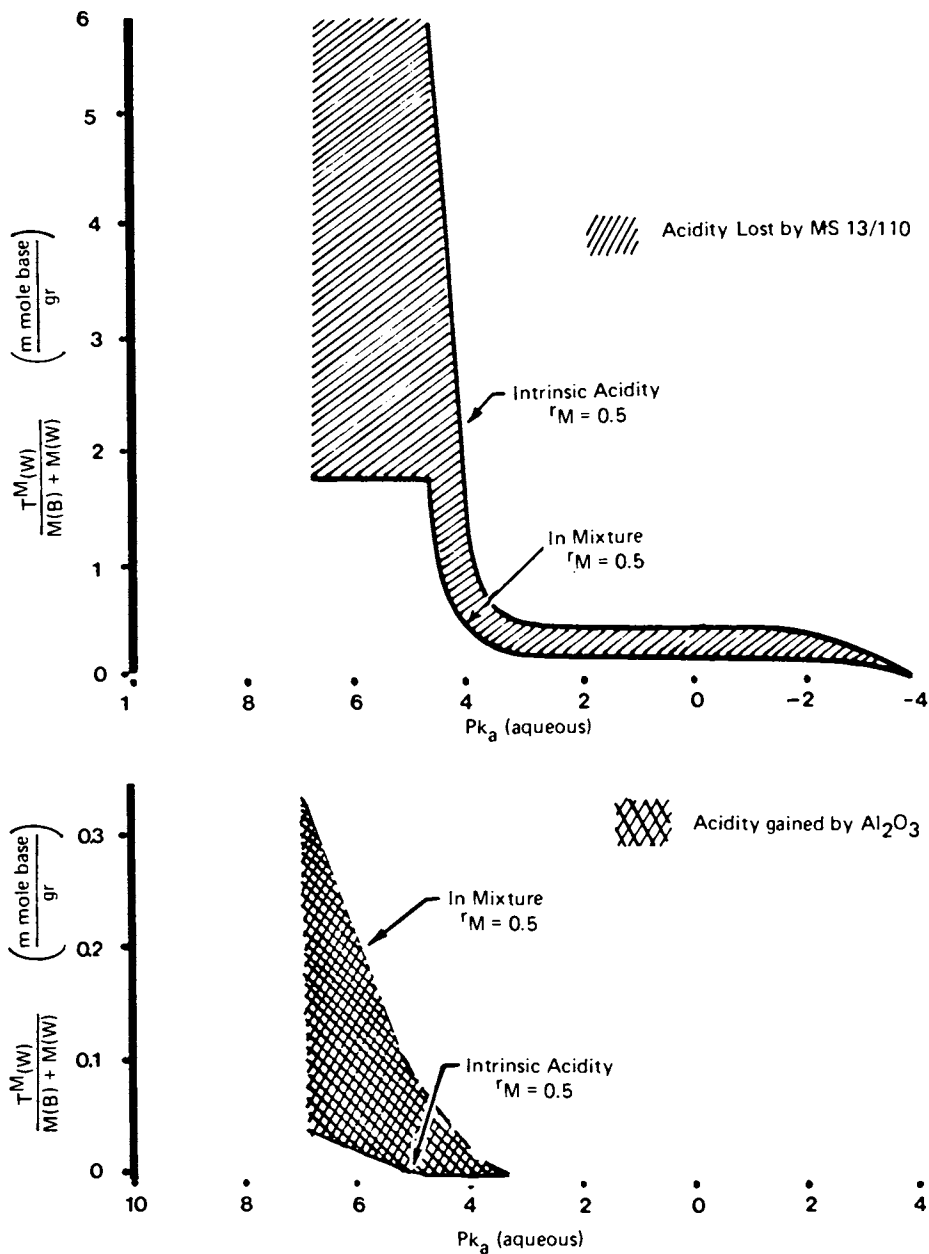 6
5
4
3
2
1
0
( m mole base / gr )
TM(W) / M(B) + M(W)
Acidity Lost by MS 13/110
Intrinsic Acidity
rM = 0.5
In Mixture
rM = 0.5
1 8 6 4 2 0 −2 −4
Pka (aqueous)
0.3
0.2
0.1
0
( m mole base / gr )
TM(W) / M(B) + M(W)
Acidity gained by Al2O3
In Mixture
rM = 0.5
Intrinsic Acidity
rM = 0.5
10 8 6 4 2 0 2 4
Pka (aqueous)